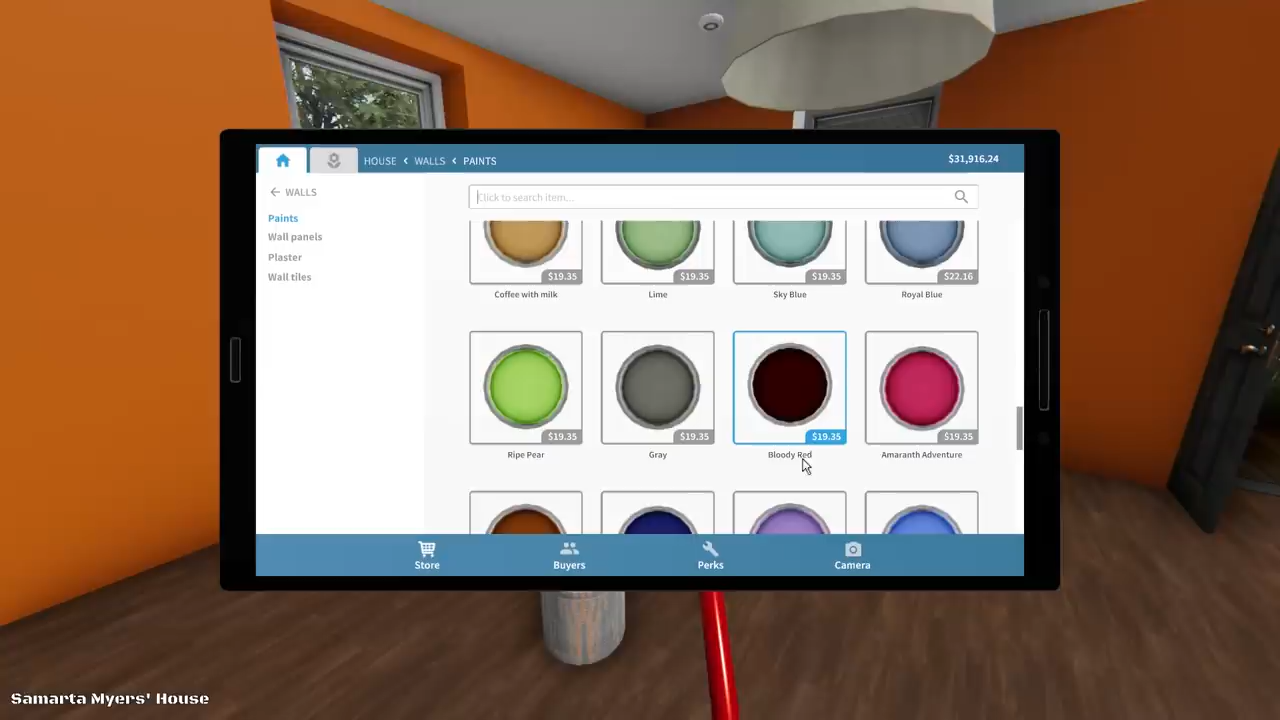 HOUSE < WALLS < PAINTS
$31,916.24
← WALLS
Click to search item...
Paints
Wall panels
Plaster
Wall tiles
$19.35 $19.35 $19.35 $22.16
Coffee with milk Lime Sky Blue Royal Blue
$19.35 $19.35 $19.35 $19.35
Ripe Pear Gray Bloody Red Amaranth Adventure
Store Buyers Perks Camera
Samarta Myers' House